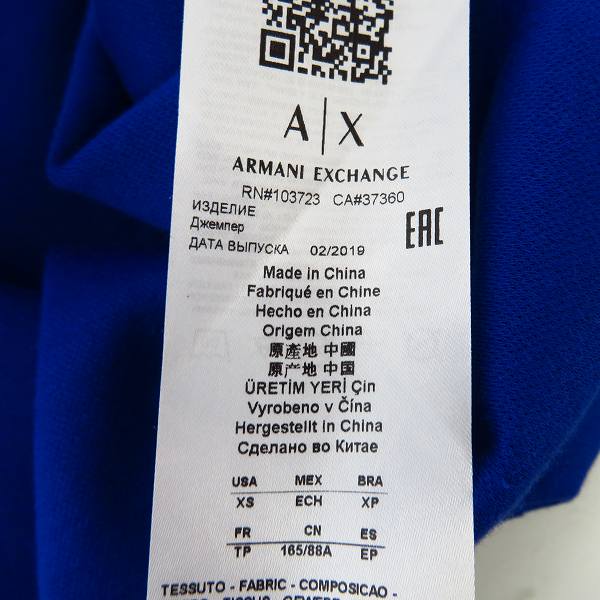 A|X
ARMANI EXCHANGE
RN#103723 CA#37360
ИЗДЕЛИЕ
Джемпер
ДАТА ВЫПУСКА 02/2019
EAC
Made in China
Fabriqué en Chine
Hecho en China
Origem China
原產地 中國
原产地 中国
ÜRETİM YERİ Çin
Vyrobeno v Čína
Hergestellt in China
Сделано во Китае
USA MEX BRA
XS ECH XP
FR CN ES
TP 165/88A EP
TESSUTO - FABRIC - COMPOSICAO -